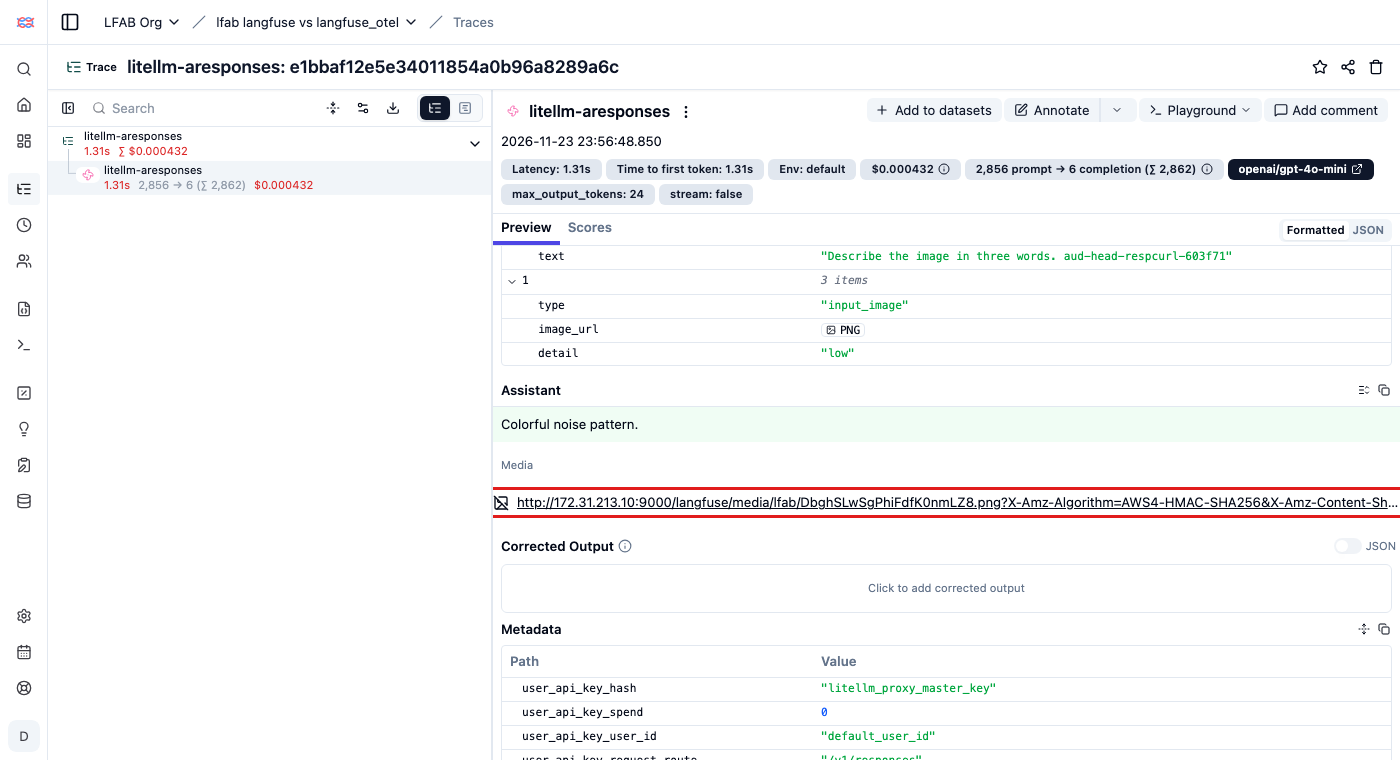 LFAB Org / lfab langfuse vs langfuse_otel / Traces
Trace litellm-aresponses: e1bbaf12e5e34011854a0b96a8289a6c
Search
litellm-aresponses
1.31s ∑ $0.000432
litellm-aresponses
1.31s 2,856 → 6 (∑ 2,862) $0.000432
litellm-aresponses
+ Add to datasets
Annotate
Playground
Add comment
2026-11-23 23:56:48.850
Latency: 1.31s
Time to first token: 1.31s
Env: default
$0.000432
2,856 prompt → 6 completion (∑ 2,862)
openai/gpt-4o-mini
max_output_tokens: 24
stream: false
Preview
Scores
Formatted
JSON
text "Describe the image in three words. aud-head-respcurl-603f71"
1 3 items
type "input_image"
image_url PNG
detail "low"
Assistant
Colorful noise pattern.
Media
http://172.31.213.10:9000/langfuse/media/lfab/DbghSLwSgPhiFdfK0nmLZ8.png?X-Amz-Algorithm=AWS4-HMAC-SHA256&X-Amz-Content-Sh...
Corrected Output
JSON
Click to add corrected output
Metadata
Path Value
user_api_key_hash "litellm_proxy_master_key"
user_api_key_spend 0
user_api_key_user_id "default_user_id"
user_api_key_request_route "/v1/responses"
D